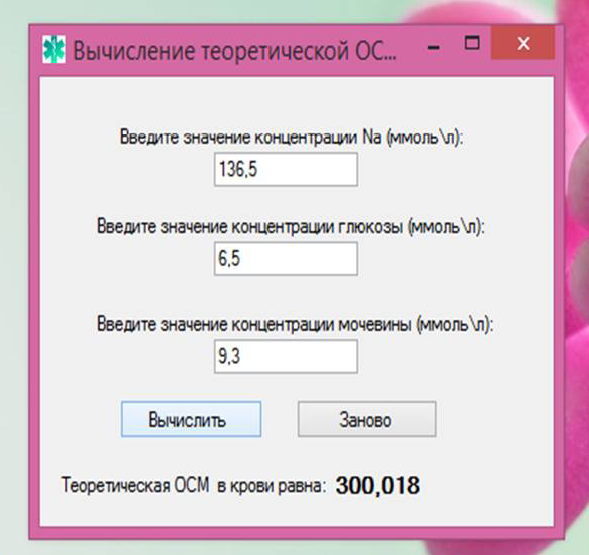 Вычисление теоретической ОС...
Введите значение концентрации Na (ммоль\л):
136,5
Введите значение концентрации глюкозы (ммоль\л):
6,5
Введите значение концентрации мочевины (ммоль\л):
9,3
Вычислить Заново
Теоретическая ОСМ в крови равна: 300,018